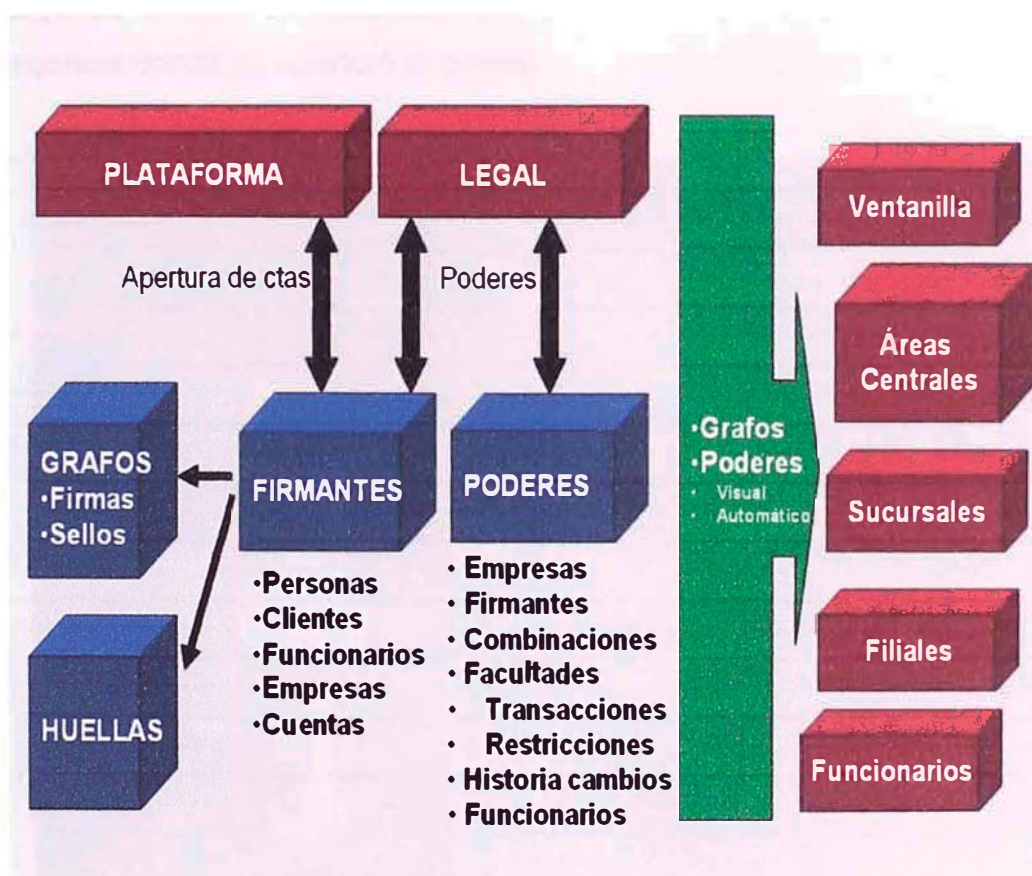 PLATAFORMA
LEGAL
Apertura de ctas
Poderes
GRAFOS
•Firmas
•Sellos
HUELLAS
FIRMANTES
•Personas
•Clientes
•Funcionarios
•Empresas
•Cuentas
PODERES
• Empresas
• Firmantes
• Combinaciones
• Facultades
• Transacciones
• Restricciones
• Historia cambios
• Funcionarios
•Grafos
•Poderes
• Visual
• Automático
Ventanilla
Áreas
Centrales
Sucursales
Filiales
Funcionarios